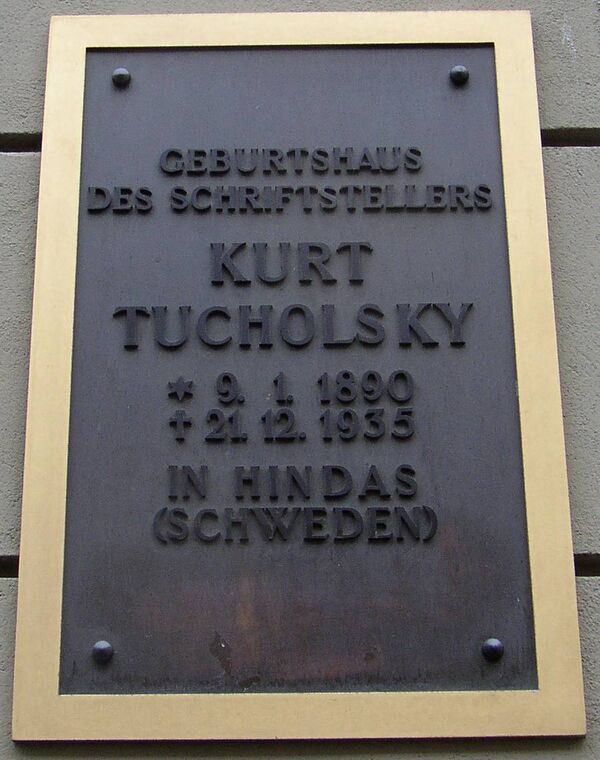 GEBURTSHAUS
DES SCHRIFTSTELLERS
KURT
TUCHOLSKY
* 9. 1. 1890
† 21. 12. 1935
IN HINDAS
(SCHWEDEN)